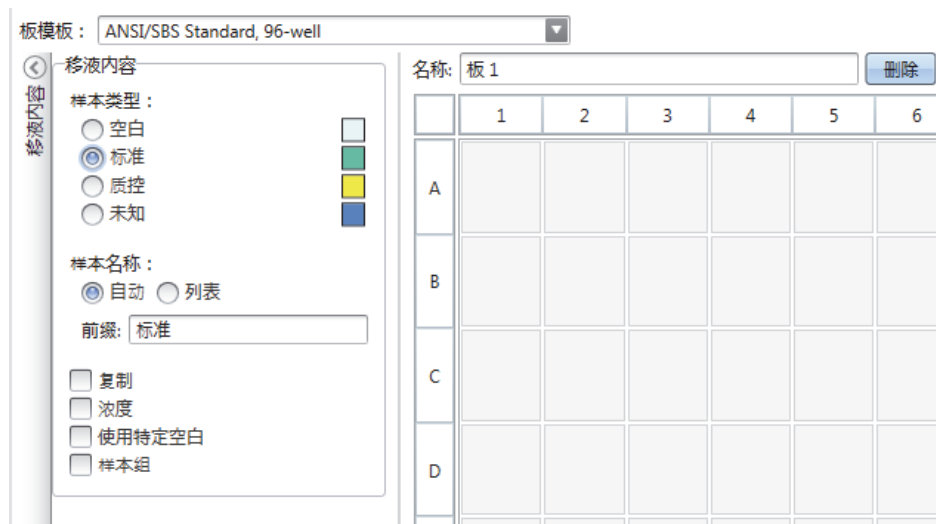 板模板： ANSI/SBS Standard, 96-well
移液内容
移液内容
样本类型：
空白
标准
质控
未知
样本名称：
自动 列表
前缀: 标准
复制
浓度
使用特定空白
样本组
名称: 板 1 删除
1 2 3 4 5 6
A
B
C
D